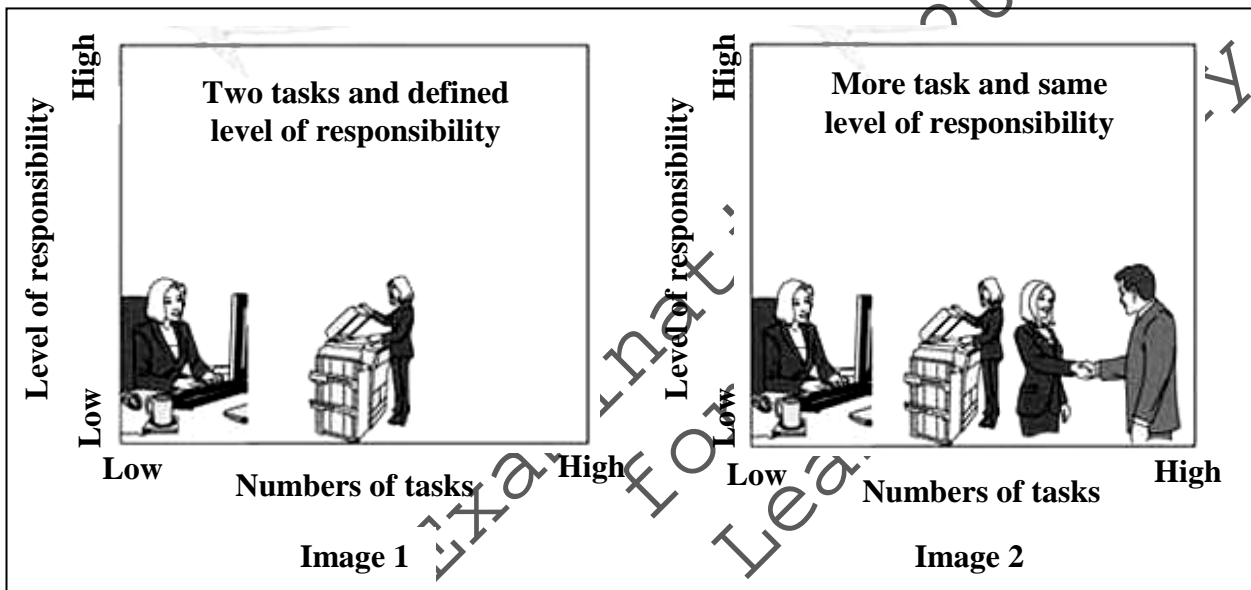 High
Level of responsibility
Low
Two tasks and defined
level of responsibility
Low
High
Numbers of tasks
Image 1
High
Level of responsibility
Low
More task and same
level of responsibility
Low
High
Numbers of tasks
Image 2
for